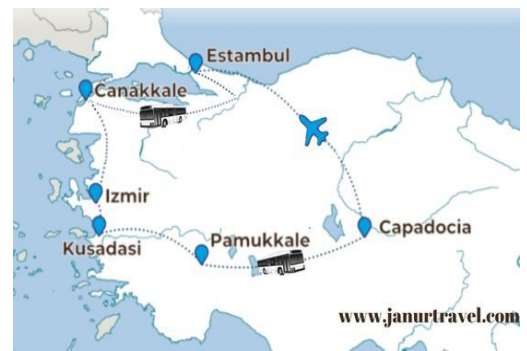 Estambul
Canakkale
Izmir
Kusadasi
Pamukkale
Capadocia
www.janurtravel.com